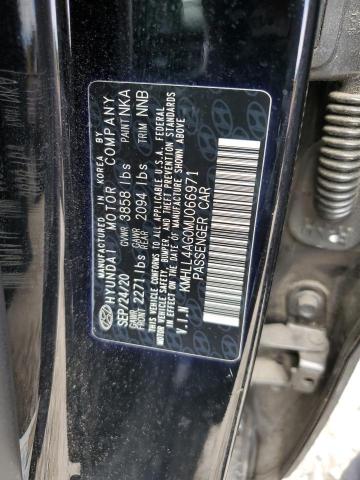 MANUFACTURED IN KOREA BY
HYUNDAI MOTOR COMPANY
SEP/24/20 GVWR 3858 lbs PAINT NKA
GAWR FRONT 2271 lbs GAWR REAR 2094 lbs TRIM NNB
THIS VEHICLE CONFORMS TO ALL APPLICABLE U.S.A. FEDERAL
MOTOR VEHICLE SAFETY, BUMPER, AND THEFT PREVENTION STANDARDS
IN EFFECT ON THE DATE OF MANUFACTURE SHOWN ABOVE.
V.I.N KMHLL4AG0MU066971
PASSENGER CAR